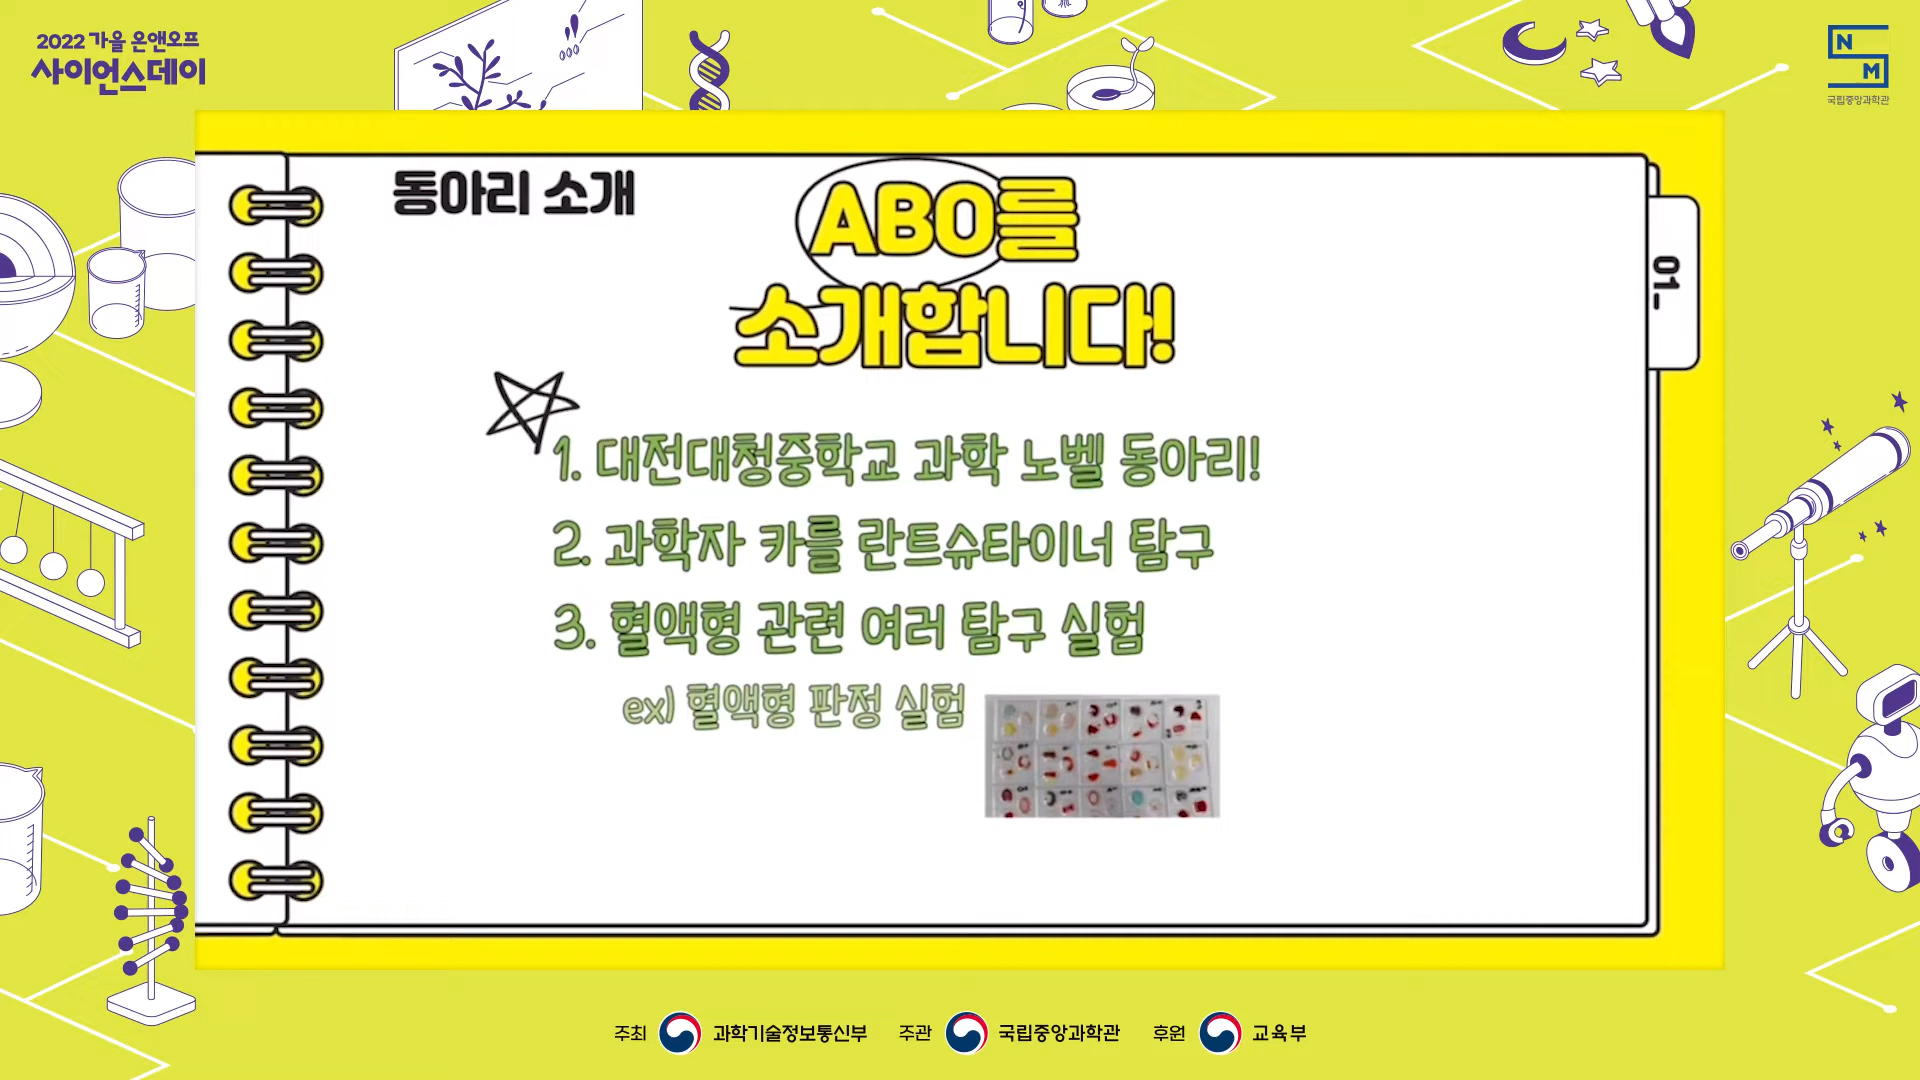 2022 가을 온앤오프
사이언스데이
N
M
국립중앙과학관
동아리 소개
ABO를
소개합니다!
01_
1. 대전대청중학교 과학 노벨 동아리!
2. 과학자 카를 란트슈타이너 탐구
3. 혈액형 관련 여러 탐구 실험
ex) 혈액형 판정 실험
주최 과학기술정보통신부 주관 국립중앙과학관 후원 교육부